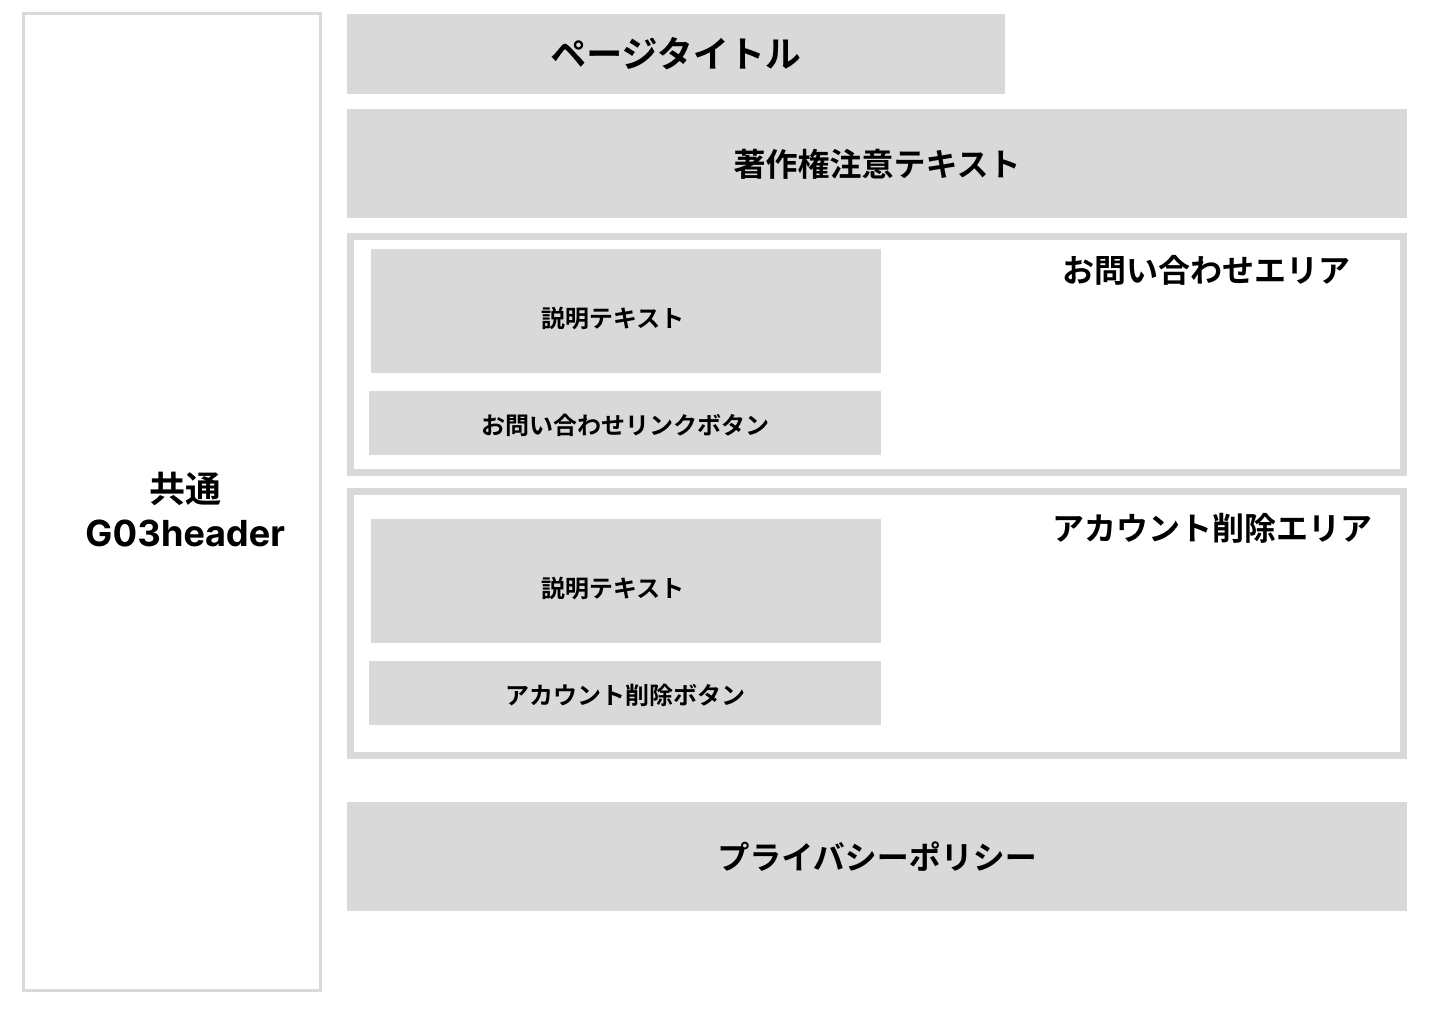 共通
G03header
ページタイトル
著作権注意テキスト
お問い合わせエリア
説明テキスト
お問い合わせリンクボタン
アカウント削除エリア
説明テキスト
アカウント削除ボタン
プライバシーポリシー